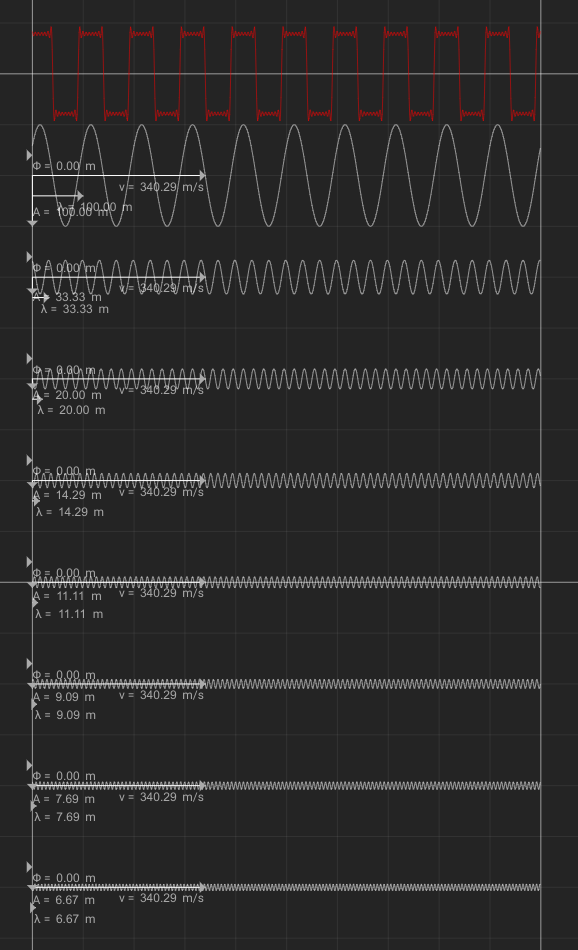 Φ = 0.00 m
v = 340.29 m/s
λ = 100.00 m
A = 100.00 m
Φ = 0.00 m
v = 340.29 m/s
A = 33.33 m
λ = 33.33 m
Φ = 0.00 m
v = 340.29 m/s
A = 20.00 m
λ = 20.00 m
Φ = 0.00 m
v = 340.29 m/s
A = 14.29 m
λ = 14.29 m
Φ = 0.00 m
v = 340.29 m/s
A = 11.11 m
λ = 11.11 m
Φ = 0.00 m
v = 340.29 m/s
A = 9.09 m
λ = 9.09 m
Φ = 0.00 m
v = 340.29 m/s
A = 7.69 m
λ = 7.69 m
Φ = 0.00 m
v = 340.29 m/s
A = 6.67 m
λ = 6.67 m